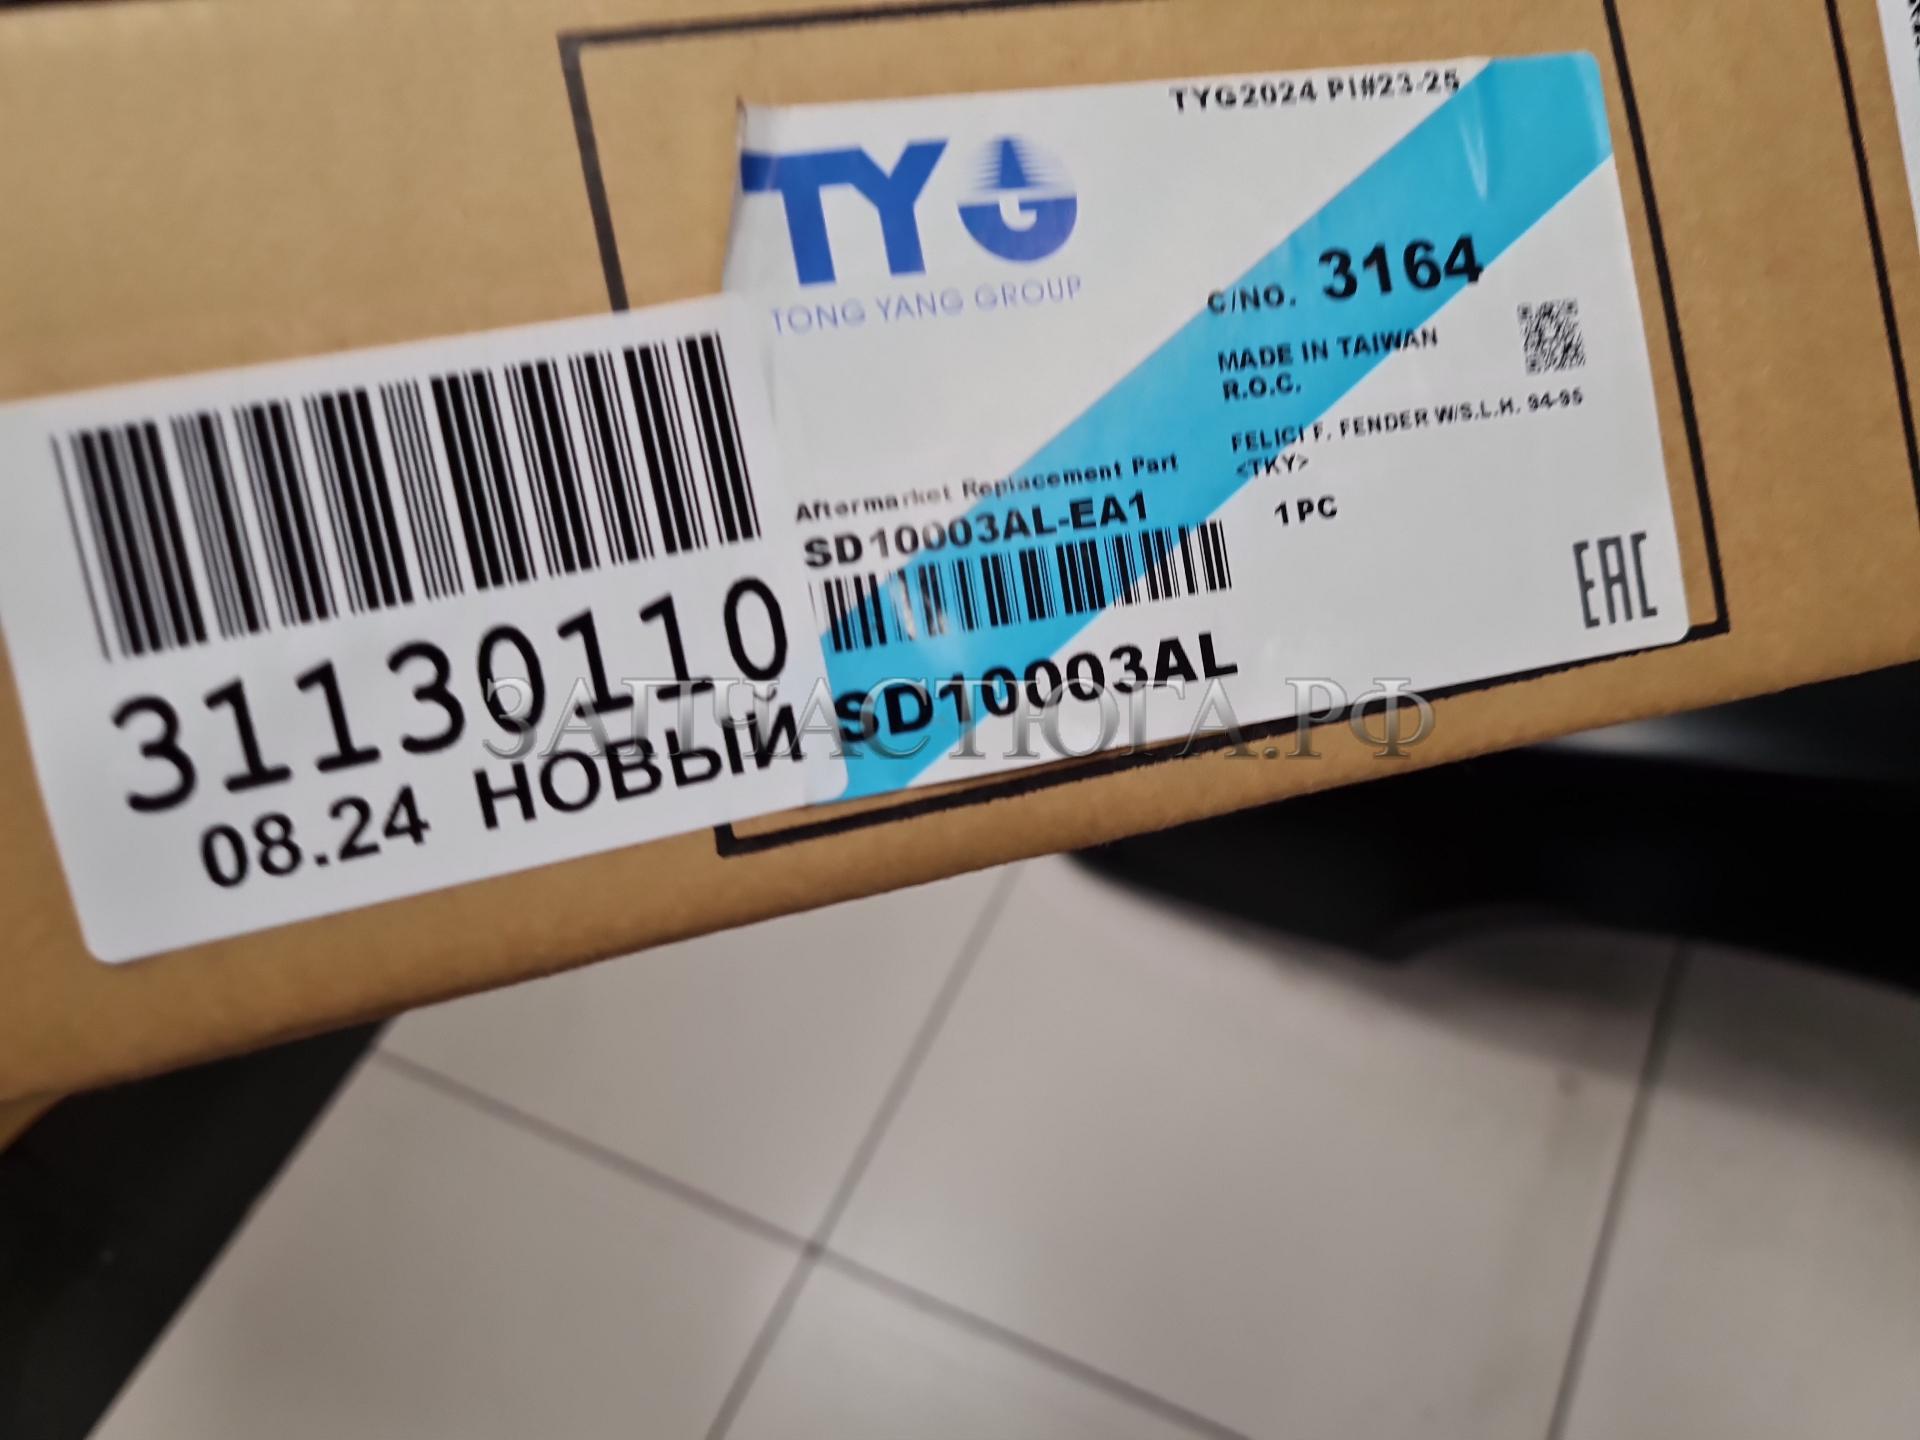 TYG2024 PI#23-25
TYG
TONG YANG GROUP
C/NO. 3164
MADE IN TAIWAN
R.O.C.
FELICI F. FENDER W/S.L.H. 94-95
<TKY>
1PC
Aftermarket Replacement Part
SD10003AL-EA1
SD10003AL
EAC
31130110
08.24 НОВЫЙ
ЗАПЧАСТЮГА.РФ